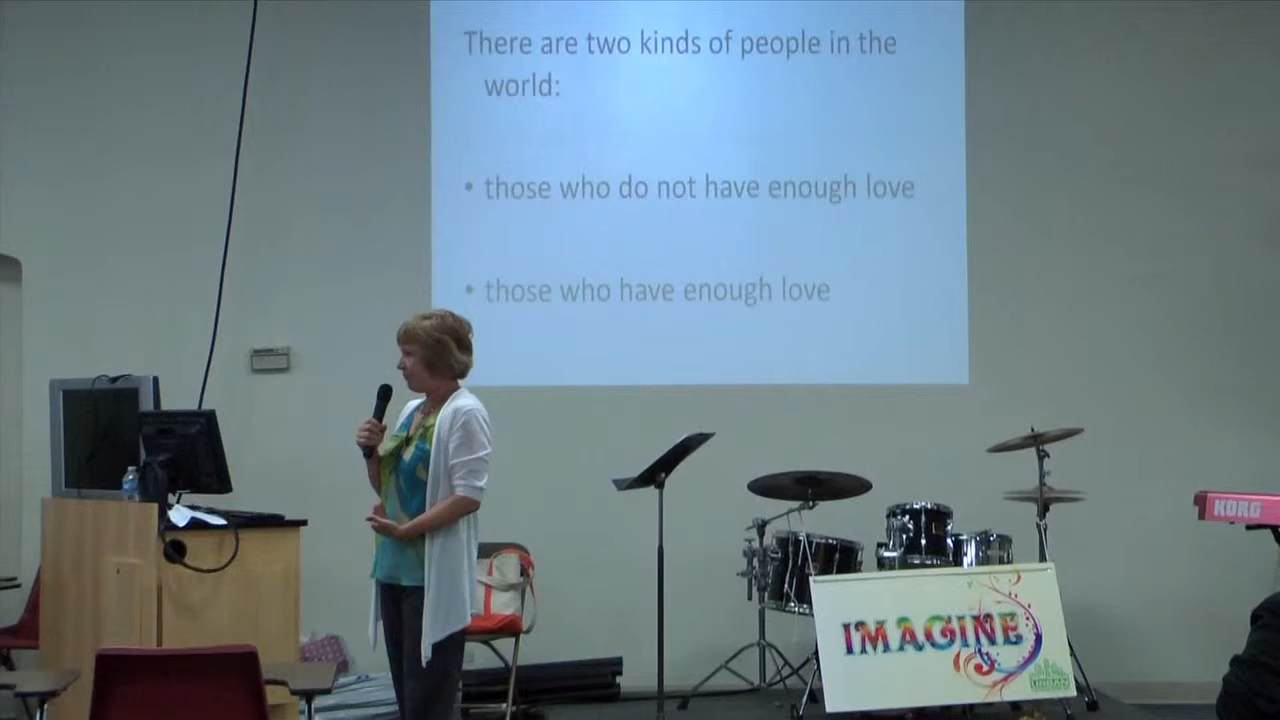 There are two kinds of people in the
world:
• those who do not have enough love
• those who have enough love
IMAGINE
KORG